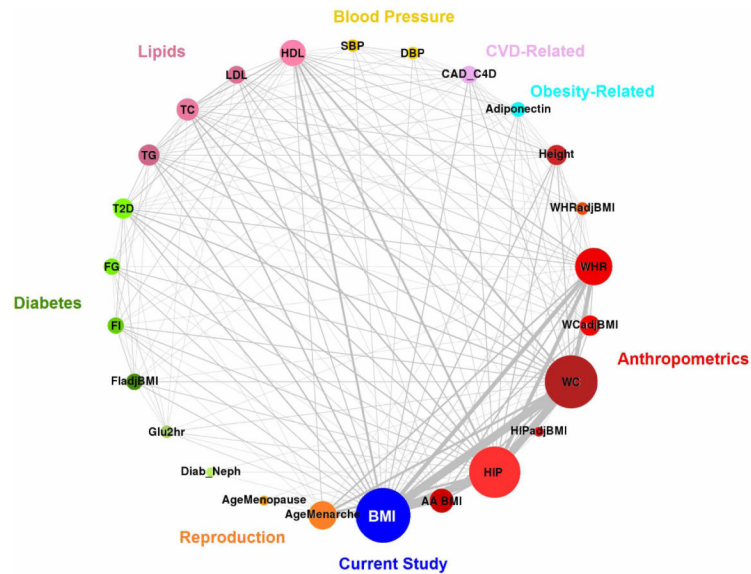 Blood Pressure
Lipids
HDL
SBP
DBP
CVD-Related
LDL
CAD_C4D
Obesity-Related
TC
Adiponectin
TG
Height
T2D
WHRadjBMI
FG
WHR
Diabetes
FI
WCadjBMI
Anthropometrics
FIadjBMI
WC
Glu2hr
HIPadjBMI
Diab_Neph
HIP
AgeMenopause
AA BMI
AgeMenarche
BMI
Reproduction
Current Study